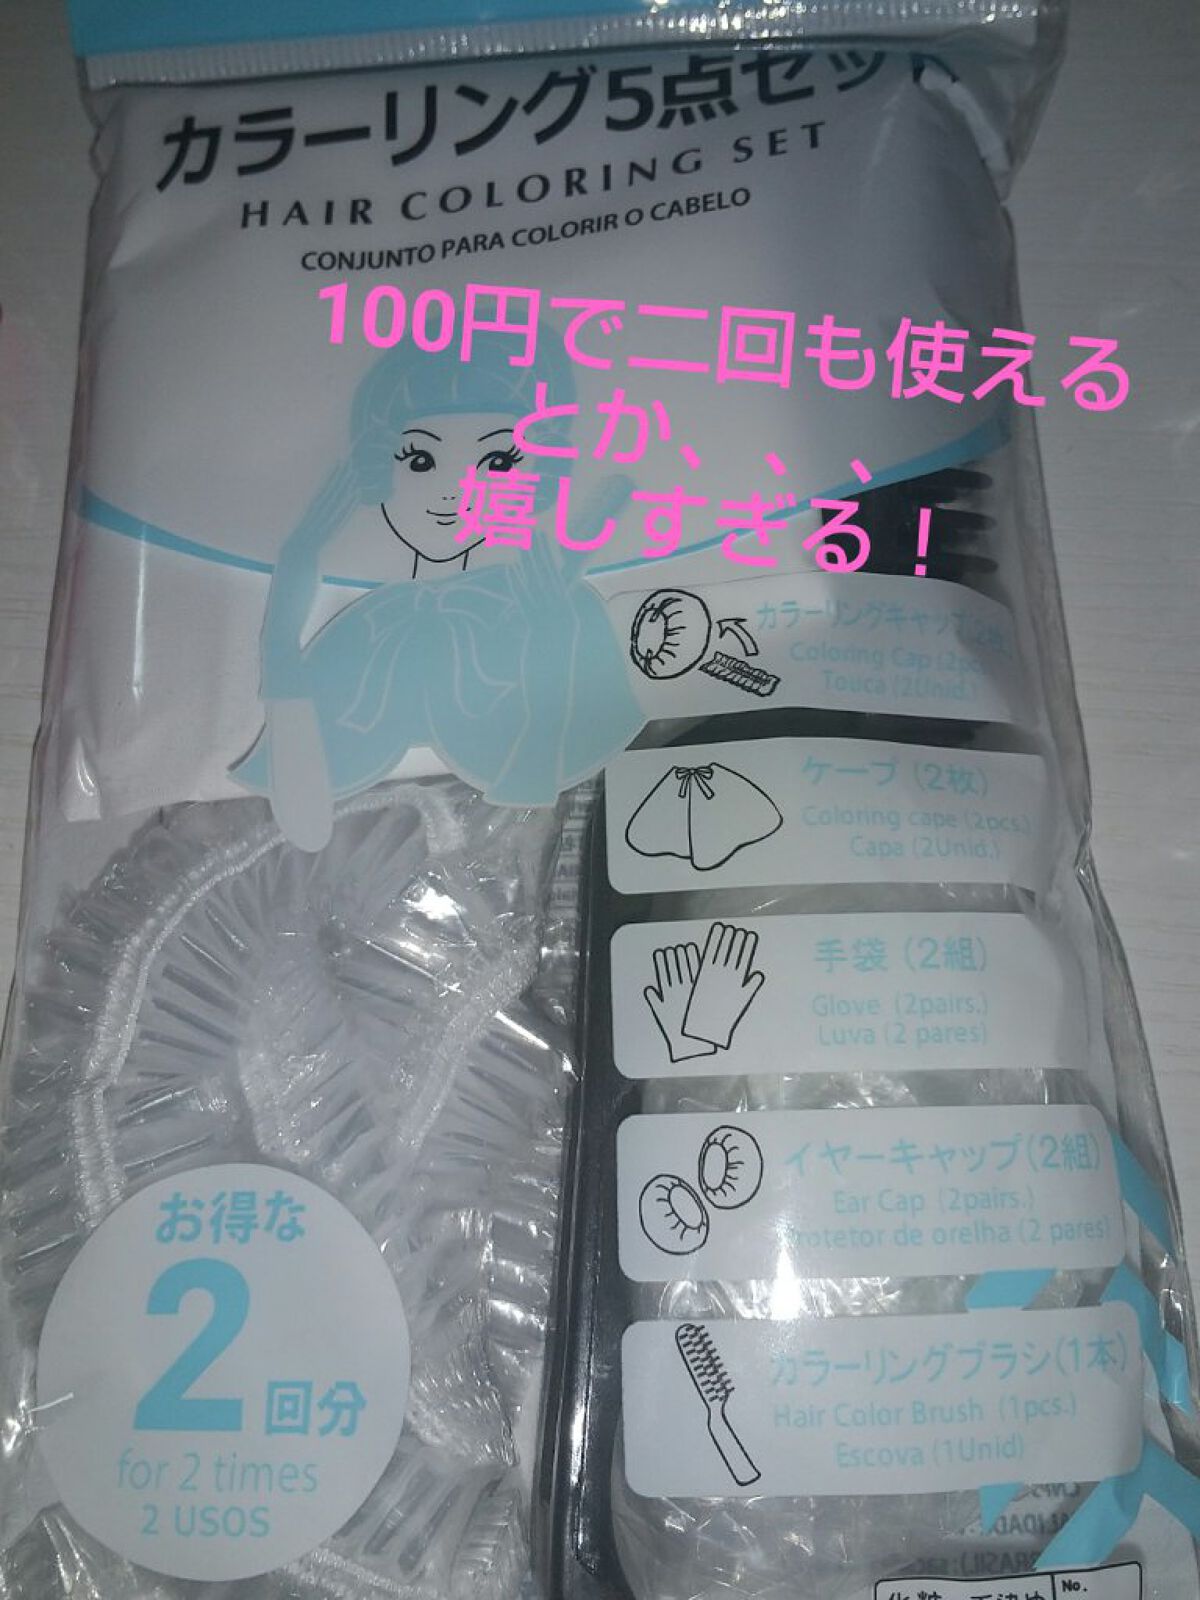 カラーリング5点セット
HAIR COLORING SET
CONJUNTO PARA COLORIR O CABELO
100円で二回も使える
とか、、、
嬉しすぎる！
カラーリングキャップ(2枚)
Coloring Cap (2pcs.)
Touca (2Unid.)
ケープ (2枚)
Coloring cape (2pcs.)
Capa (2Unid.)
手袋 (2組)
Glove (2pairs.)
Luva (2 pares)
イヤーキャップ(2組)
Ear Cap (2pairs.)
rotetor de orelha (2 pares)
カラーリングブラシ(1本)
Hair Color Brush (1pcs.)
Escova (1Unid)
お得な
2回分
for 2 times
2 USOS
No.